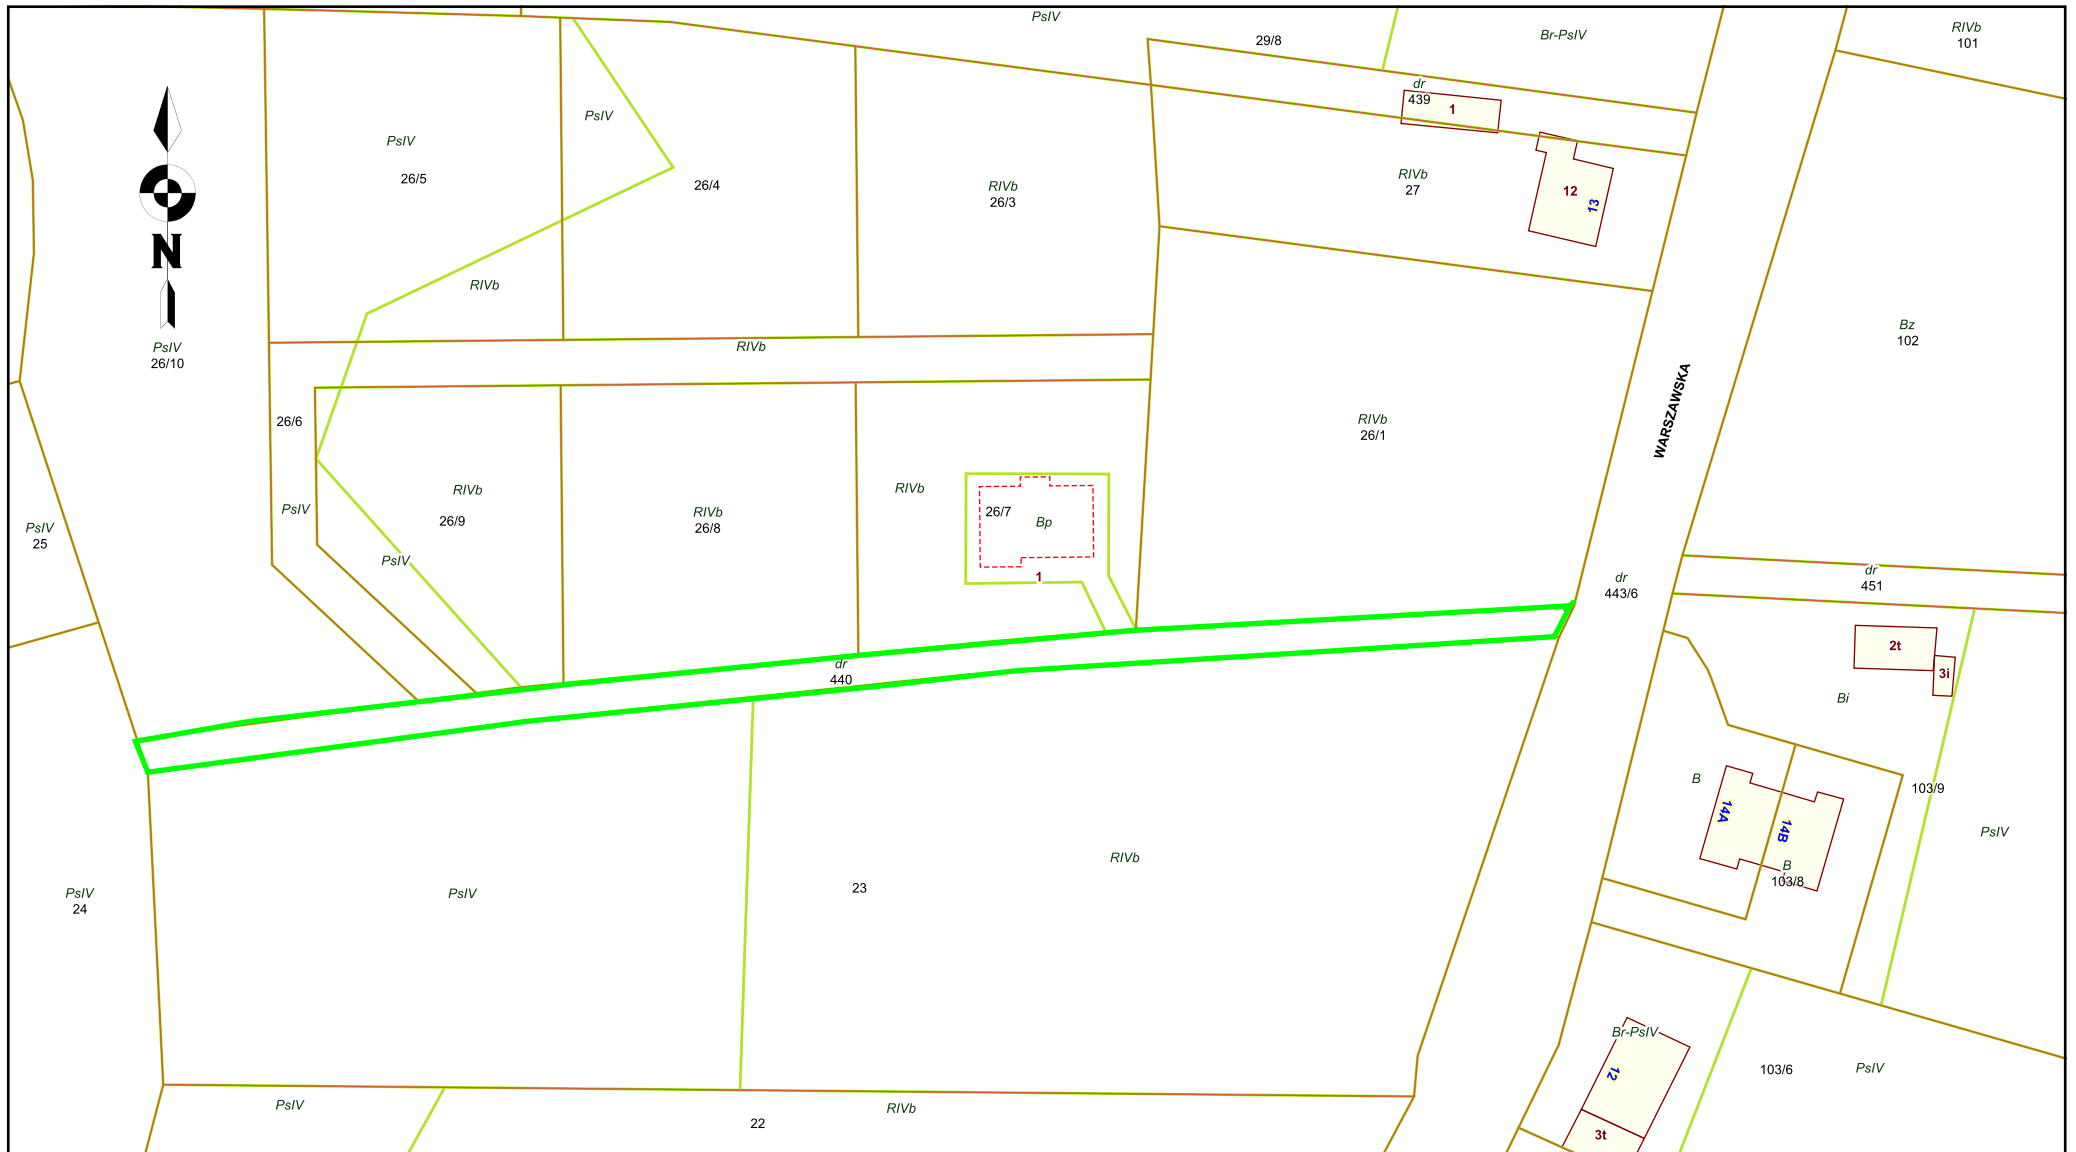 PsIV
29/8
Br-PsIV
RIVb
101
dr
439
1
PsIV
26/5
PsIV
26/4
RIVb
26/3
RIVb
27
12
13
N
RIVb
PsIV
26/10
RIVb
Bz
102
WARSZAWSKA
26/6
RIVb
26/1
RIVb
26/9
PsIV
PsIV
RIVb
26/8
RIVb
26/7
Bp
1
PsIV
25
dr
443/6
dr
451
2t
3i
Bi
dr
440
B
14A
14B
B
103/8
103/9
PsIV
RIVb
23
PsIV
PsIV
24
Br-PsIV
12
3t
103/6
PsIV
PsIV
RIVb
22